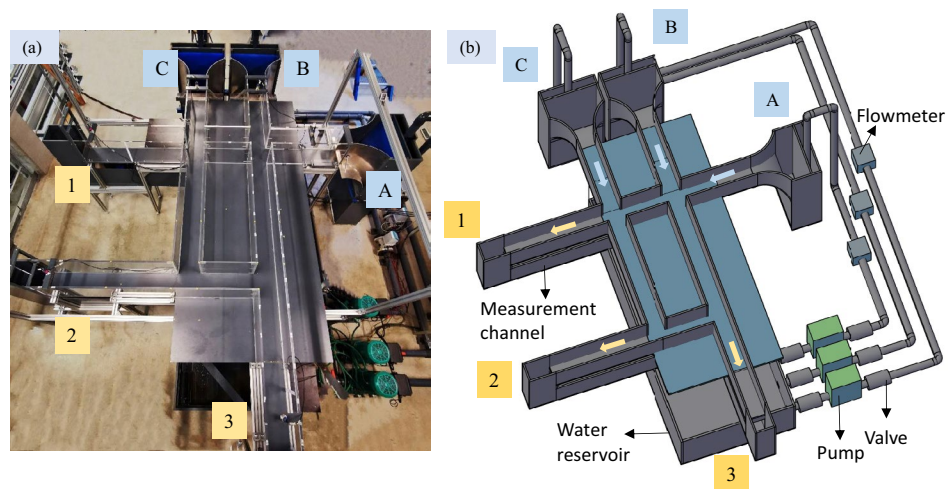 (a)
C
B
1
A
2
3
(b)
B
C
A
Flowmeter
1
Measurement
channel
2
Water
reservoir
3
Pump
Valve